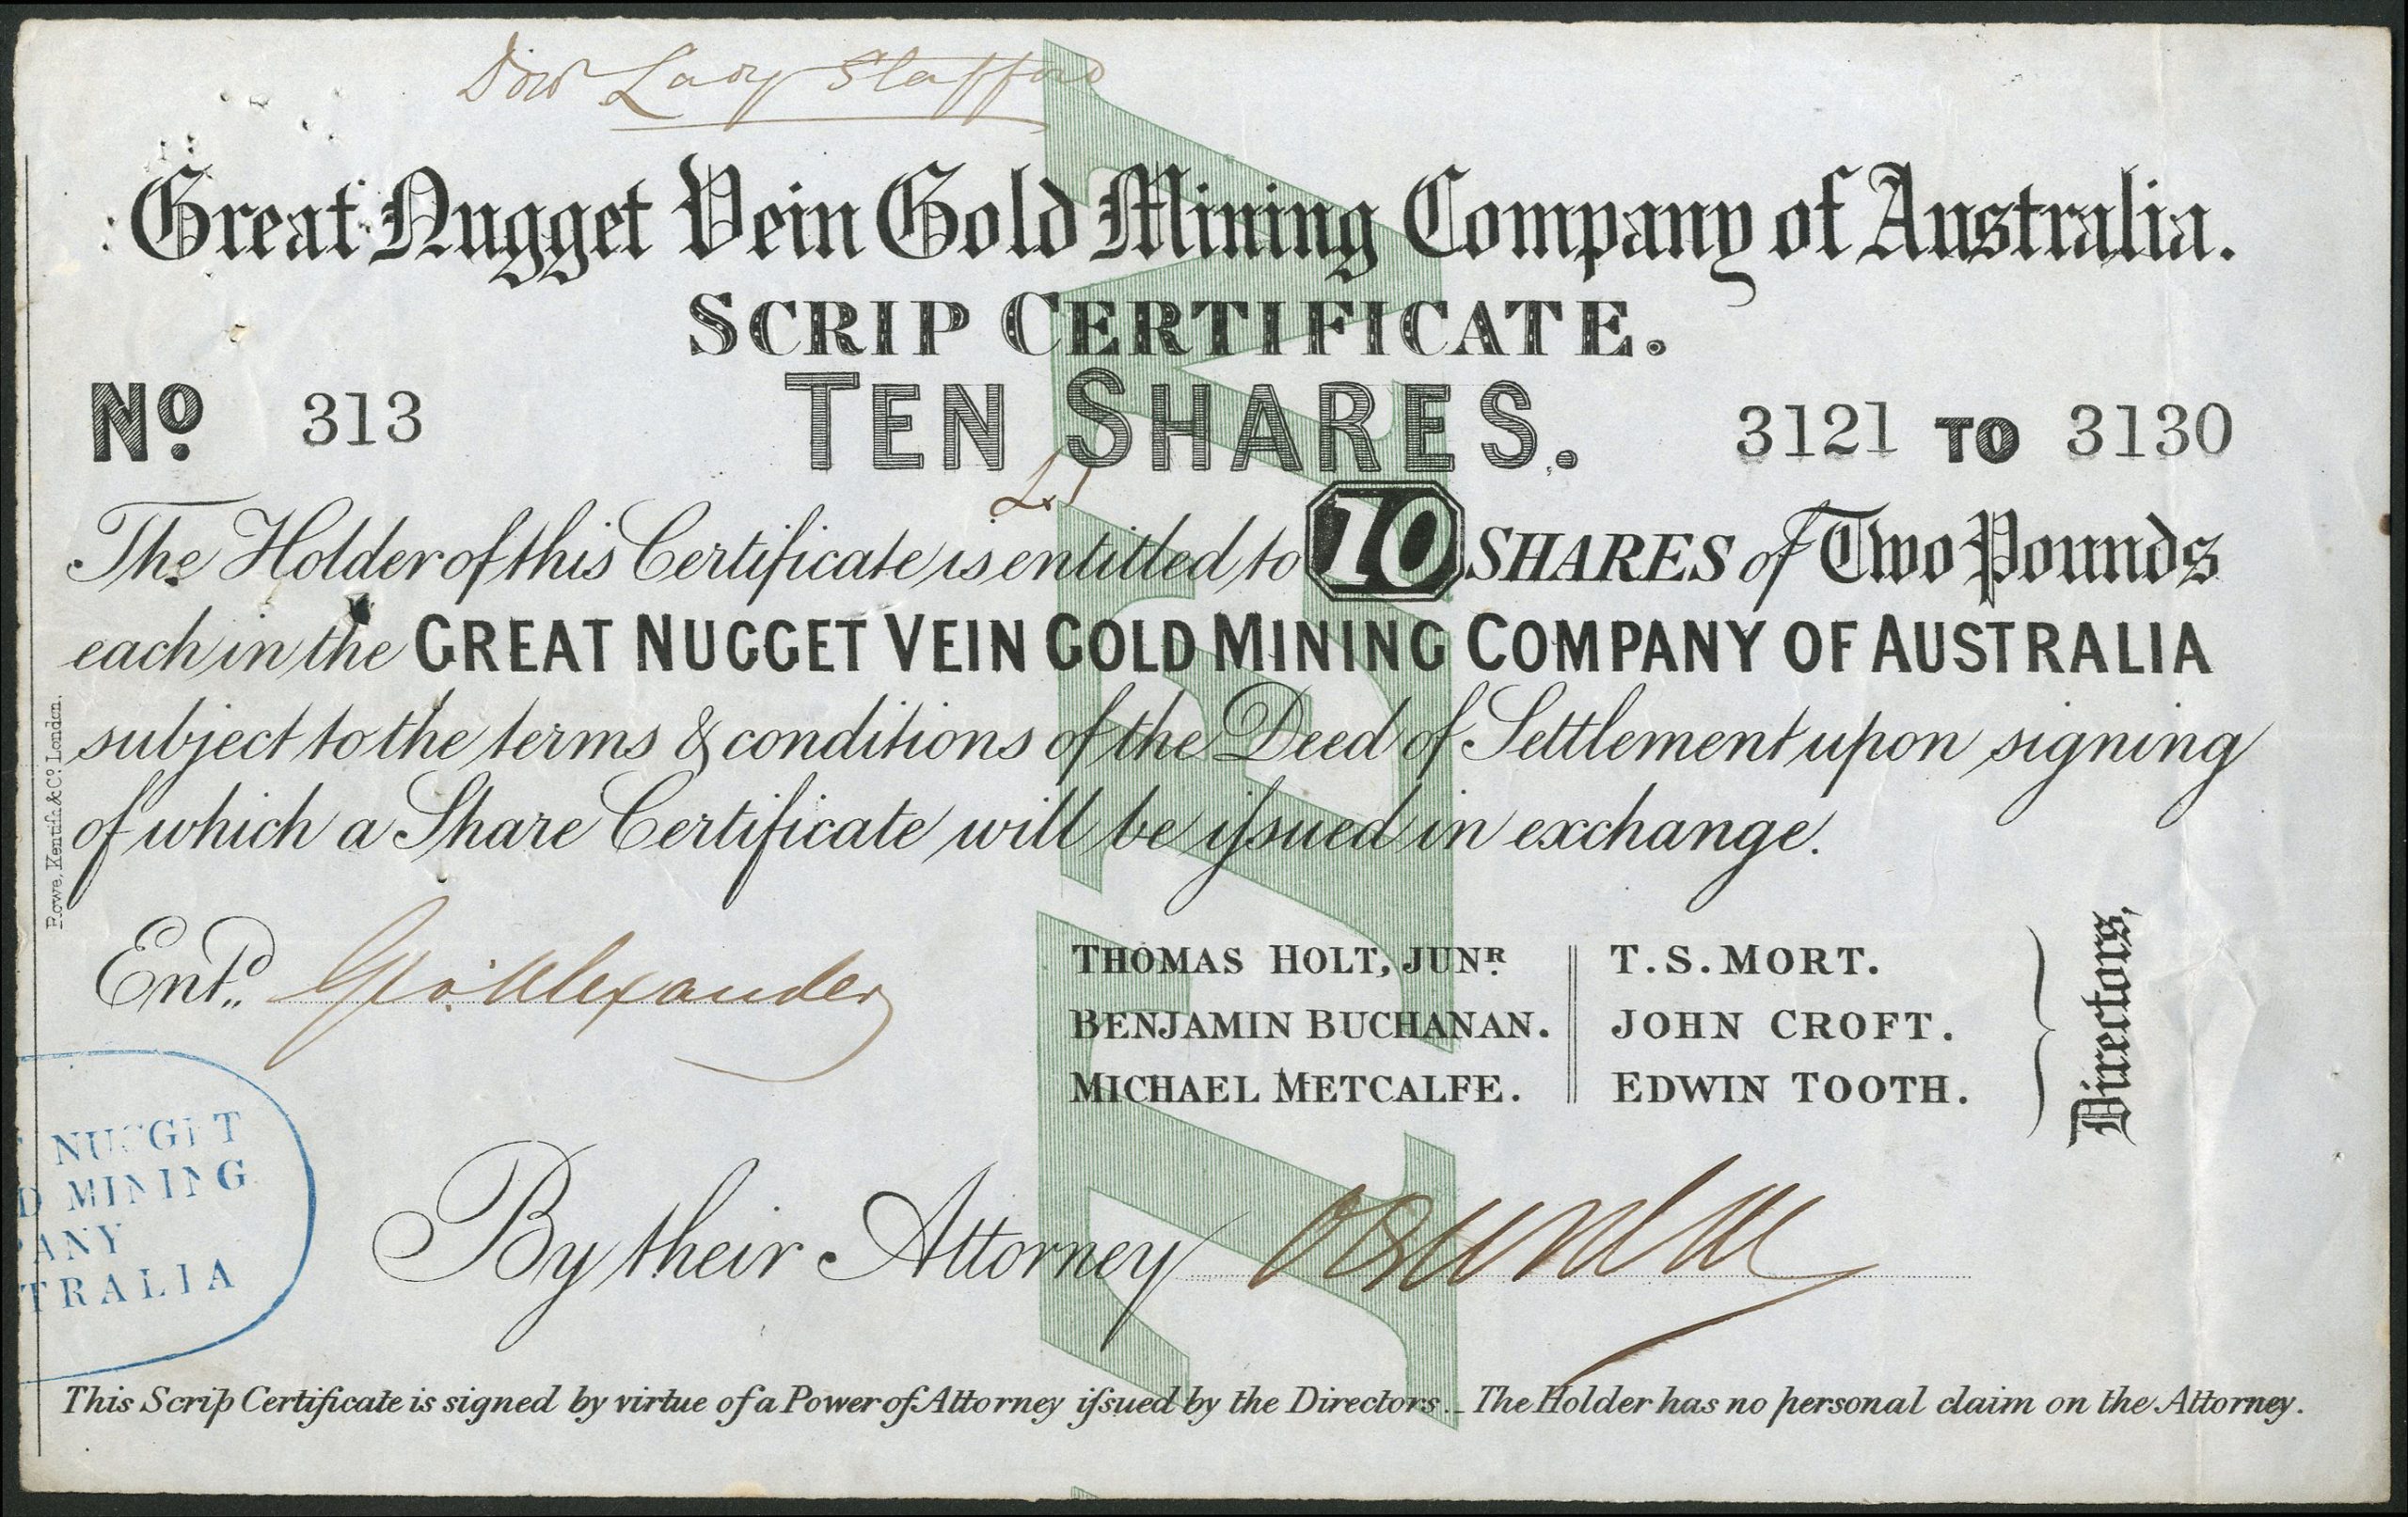 Dow Lady Stafford
Great Nugget Vein Gold Mining Company of Australia.
SCRIP CERTIFICATE.
TEN SHARES.
No. 313
3121 TO 3130
The Holder of this Certificate is entitled to 10 SHARES of Two Pounds
each in the GREAT NUGGET VEIN GOLD MINING COMPANY OF AUSTRALIA
subject to the terms & conditions of the Deed of Settlement upon signing
of which a Share Certificate will be issued in exchange.
Entd. Geo. Alexander
THOMAS HOLT, JUNR.
BENJAMIN BUCHANAN.
MICHAEL METCALFE.
T. S. MORT.
JOHN CROFT.
EDWIN TOOTH.
Directors,
By their Attorney
This Scrip Certificate is signed by virtue of a Power of Attorney issued by the Directors._ The Holder has no personal claim on the Attorney.
NUGGET
D MINING
PANY
TRALIA
Rowe, Kentish & Co. London.